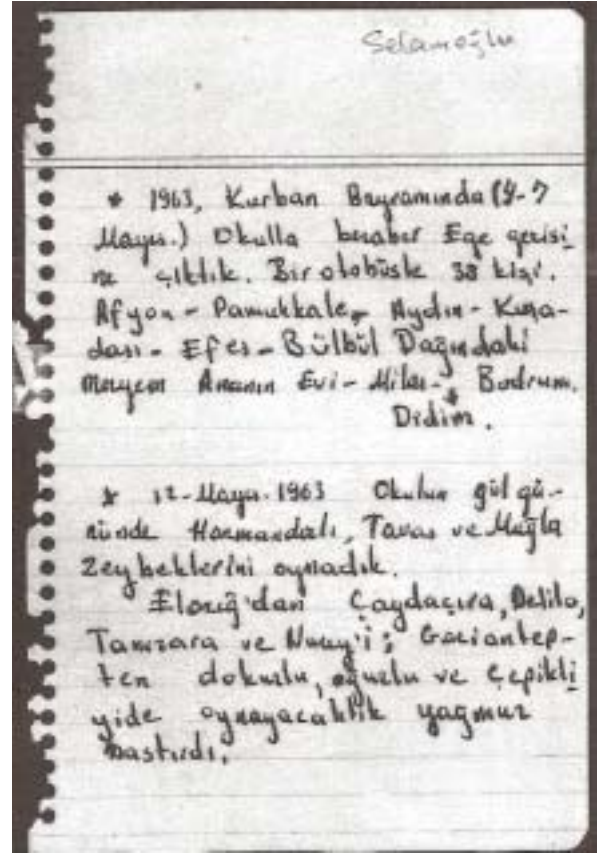 Selamoğlu
* 1963, Kurban Bayramında (4-7
Mayıs.) Okulla beraber Ege gezisi
ne çıktık. Bir otobüsle 38 kişi.
Afyon - Pamukkale - Aydın - Kuşa-
dası - Efes - Bülbül Dağındaki
Meryem Ananın Evi - Milas - Bodrum.
Didim.
* 12-Mayıs-1963 Okulun gül gü-
nünde Harmandalı, Tavas ve Muğla
Zeybeklerini oynadık.
Elazığ'dan Çaydaçıra, Delilo,
Tamzara ve Nuray'i; Gaziantep-
ten dokuzlu, oğuzlu ve Çepikli
yide oynayacaktık yağmur
bastırdı.